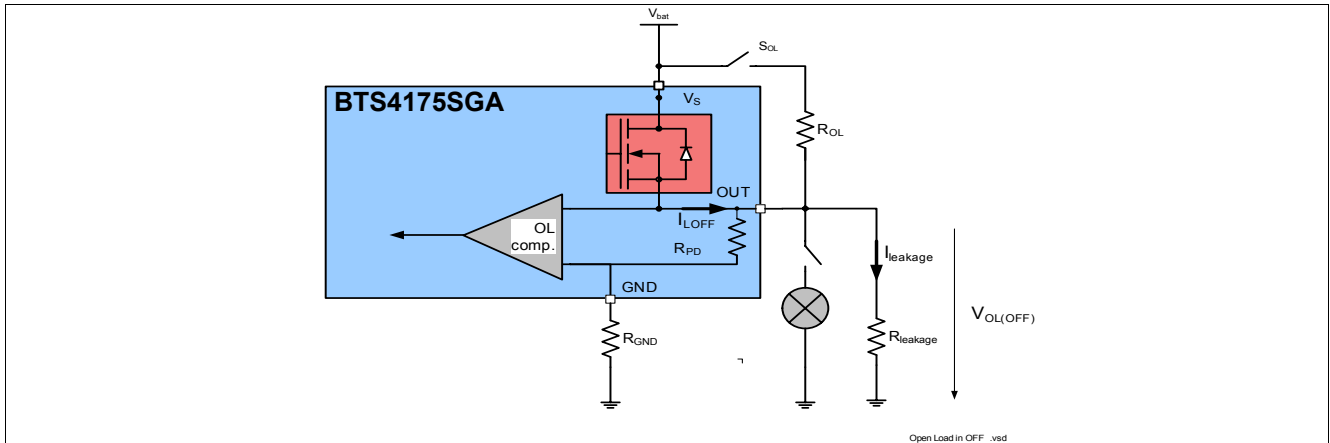 Vbat
SOL
BTS4175SGA
VS
ROL
OUT
ILOFF
OL
comp.
RPD
Ileakage
GND
VOL(OFF)
RGND
Rleakage
Open Load in OFF .vsd